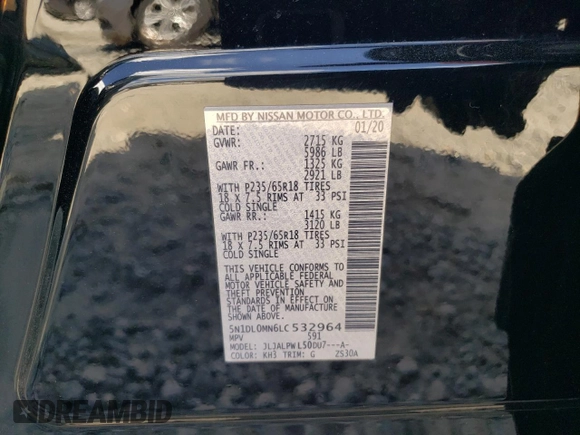 MFD BY NISSAN MOTOR CO., LTD.
DATE: 01/20
GVWR: 2715 KG
5986 LB
GAWR FR.: 1325 KG
2921 LB
WITH P235/65R18 TIRES
18 X 7.5 RIMS AT 33 PSI
COLD SINGLE
GAWR RR.: 1415 KG
3120 LB
WITH P235/65R18 TIRES
18 X 7.5 RIMS AT 33 PSI
COLD SINGLE
THIS VEHICLE CONFORMS TO
ALL APPLICABLE FEDERAL
MOTOR VEHICLE SAFETY AND
THEFT PREVENTION
STANDARDS IN EFFECT ON
THE DATE OF MANUFACTURE
SHOWN ABOVE.
5N1DL0MN6LC 532964
MPV 591
MODEL: JLJALPWL50DU7---A-
COLOR: KH3 TRIM: G ZS30A
DREAMBID